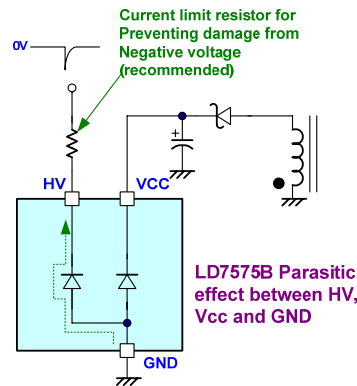 Current limit resistor for
Preventing damage from
Negative voltage
(recommended)
0V
+
HV
VCC
LD7575B Parasitic
effect between HV,
Vcc and GND
GND